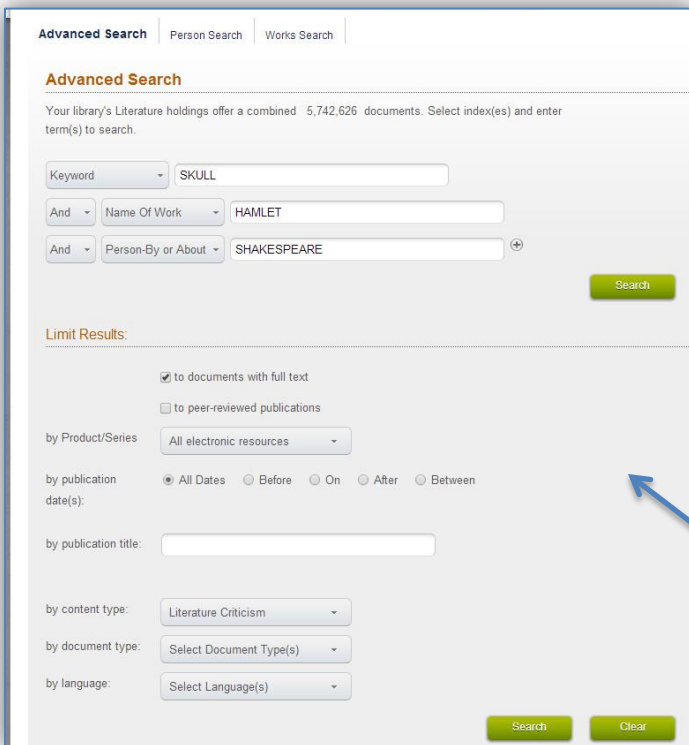 Advanced Search Person Search Works Search
Advanced Search
Your library's Literature holdings offer a combined 5,742,626 documents. Select index(es) and enter
term(s) to search.
Keyword SKULL
And Name Of Work HAMLET
And Person-By or About SHAKESPEARE
Search
Limit Results:
to documents with full text
to peer-reviewed publications
by Product/Series All electronic resources
by publication All Dates Before On After Between
date(s):
by publication title:
by content type: Literature Criticism
by document type: Select Document Type(s)
by language: Select Language(s)
Search Clear